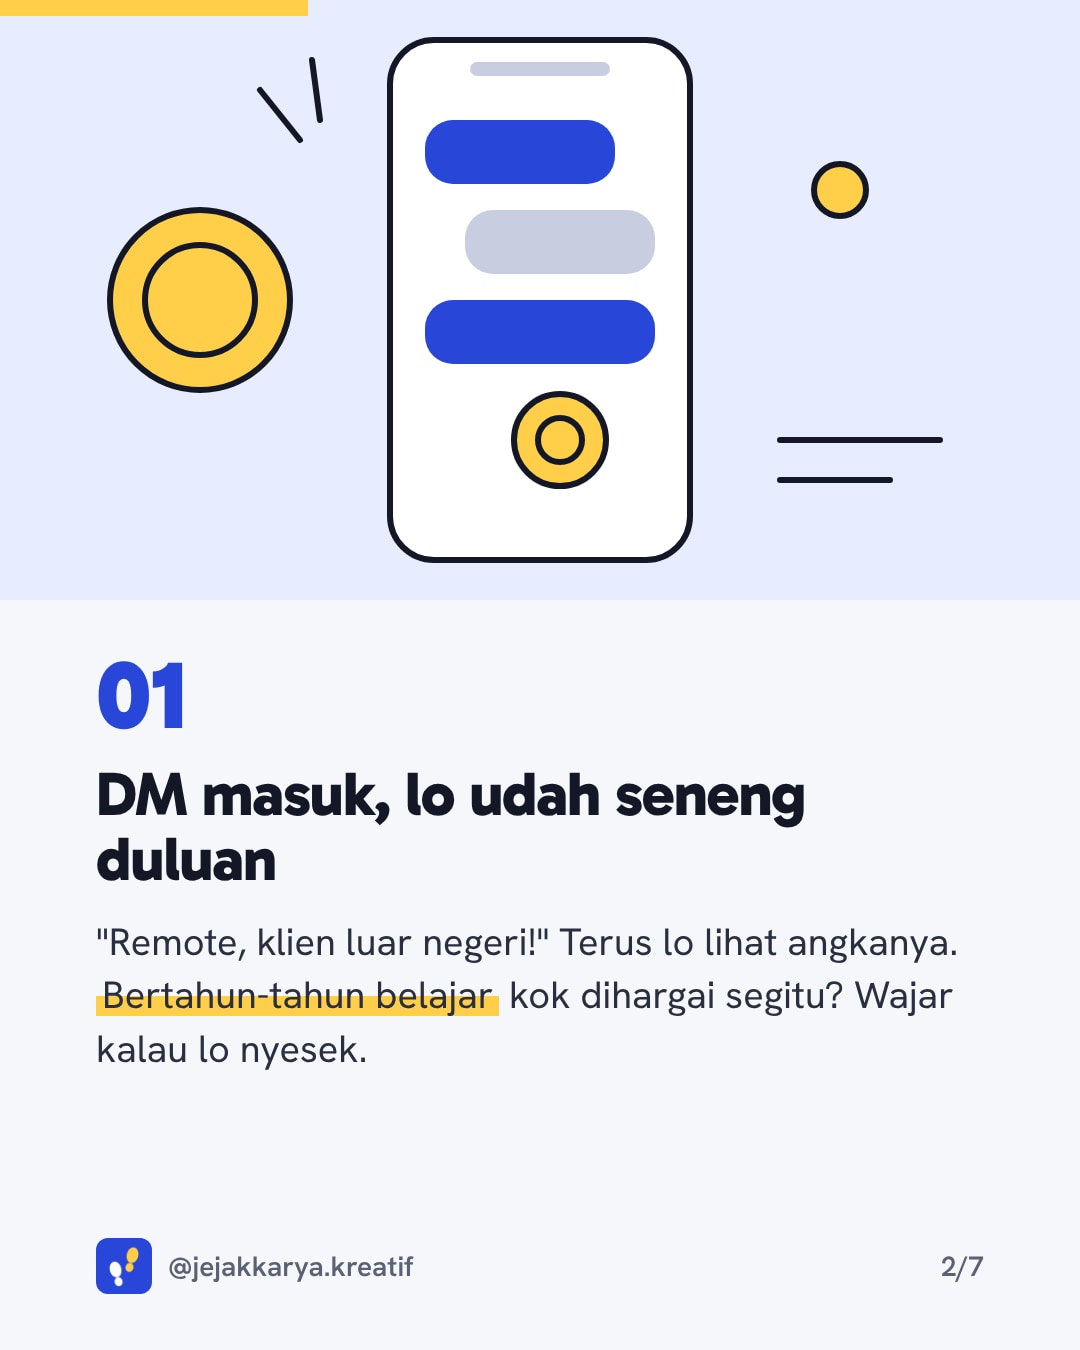 01
DM masuk, lo udah seneng
duluan
"Remote, klien luar negeri!" Terus lo lihat angkanya.
Bertahun-tahun belajar kok dihargai segitu? Wajar
kalau lo nyesek.
@jejakkarya.kreatif
2/7